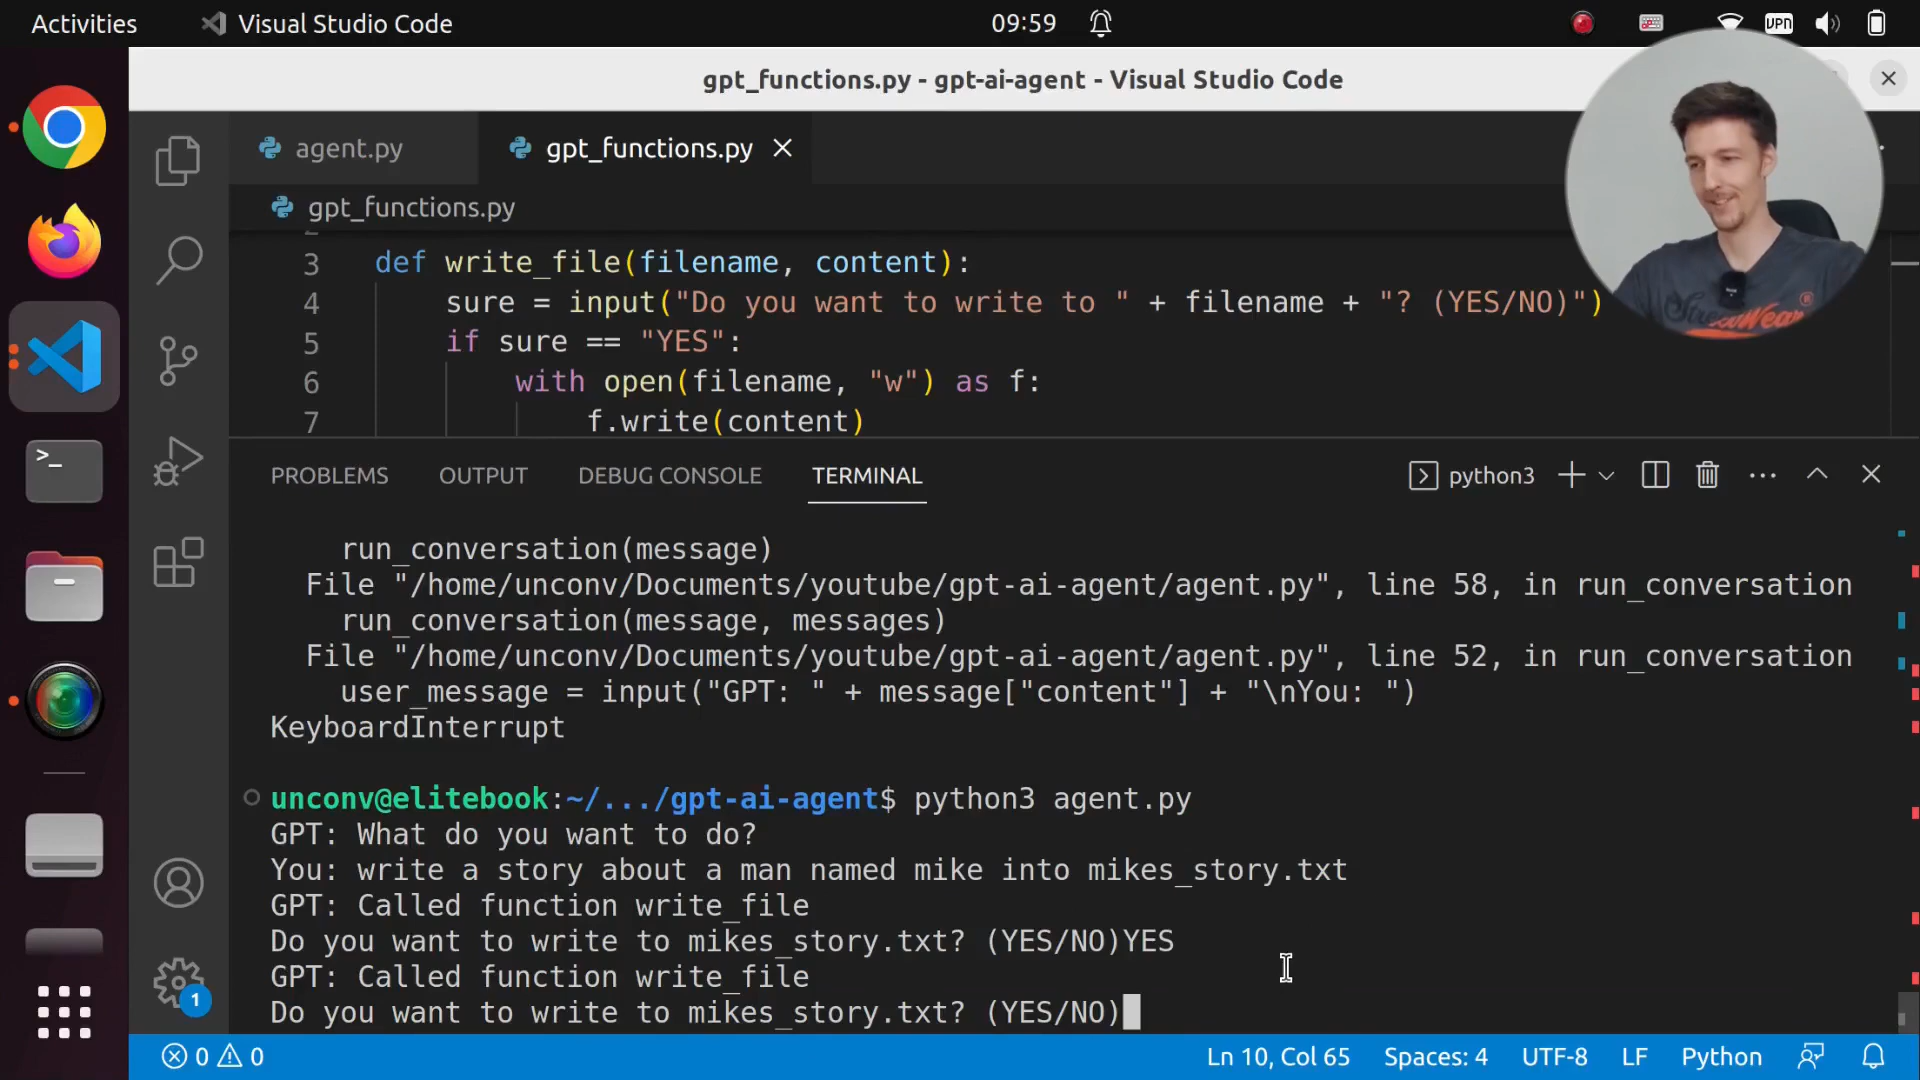 Activities
Visual Studio Code
09:59
VPN
gpt_functions.py - gpt-ai-agent - Visual Studio Code
agent.py
gpt_functions.py
gpt_functions.py
3 def write_file(filename, content):
4 sure = input("Do you want to write to " + filename + "? (YES/NO)")
5 if sure == "YES":
6 with open(filename, "w") as f:
7 f.write(content)
PROBLEMS OUTPUT DEBUG CONSOLE TERMINAL
python3
run_conversation(message)
File "/home/unconv/Documents/youtube/gpt-ai-agent/agent.py", line 58, in run_conversation
run_conversation(message, messages)
File "/home/unconv/Documents/youtube/gpt-ai-agent/agent.py", line 52, in run_conversation
user_message = input("GPT: " + message["content"] + "\nYou: ")
KeyboardInterrupt
unconv@elitebook:~/.../gpt-ai-agent$ python3 agent.py
GPT: What do you want to do?
You: write a story about a man named mike into mikes_story.txt
GPT: Called function write_file
Do you want to write to mikes_story.txt? (YES/NO)YES
GPT: Called function write_file
Do you want to write to mikes_story.txt? (YES/NO)
1
0 0
Ln 10, Col 65 Spaces: 4 UTF-8 LF Python